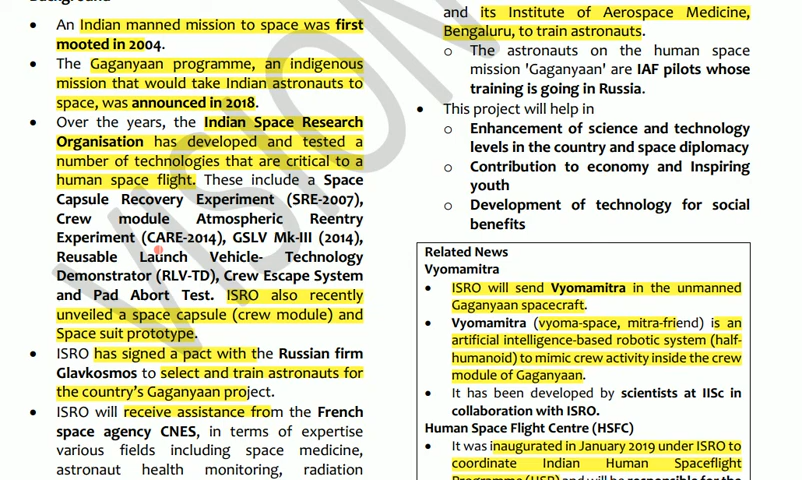 Background
• An Indian manned mission to space was first
mooted in 2004.
• The Gaganyaan programme, an indigenous
mission that would take Indian astronauts to
space, was announced in 2018.
• Over the years, the Indian Space Research
Organisation has developed and tested a
number of technologies that are critical to a
human space flight. These include a Space
Capsule Recovery Experiment (SRE-2007),
Crew module Atmospheric Reentry
Experiment (CARE-2014), GSLV Mk-III (2014),
Reusable Launch Vehicle- Technology
Demonstrator (RLV-TD), Crew Escape System
and Pad Abort Test. ISRO also recently
unveiled a space capsule (crew module) and
Space suit prototype.
• ISRO has signed a pact with the Russian firm
Glavkosmos to select and train astronauts for
the country's Gaganyaan project.
• ISRO will receive assistance from the French
space agency CNES, in terms of expertise
various fields including space medicine,
astronaut health monitoring, radiation
and its Institute of Aerospace Medicine,
Bengaluru, to train astronauts.
o The astronauts on the human space
mission 'Gaganyaan' are IAF pilots whose
training is going in Russia.
• This project will help in
o Enhancement of science and technology
levels in the country and space diplomacy
o Contribution to economy and Inspiring
youth
o Development of technology for social
benefits
Related News
Vyomamitra
• ISRO will send Vyomamitra in the unmanned
Gaganyaan spacecraft.
• Vyomamitra (vyoma-space, mitra-friend) is an
artificial intelligence-based robotic system (half-
humanoid) to mimic crew activity inside the crew
module of Gaganyaan.
• It has been developed by scientists at IISc in
collaboration with ISRO.
Human Space Flight Centre (HSFC)
• It was inaugurated in January 2019 under ISRO to
coordinate Indian Human Spaceflight
Programme (HSP) and will be responsible for the
VISION